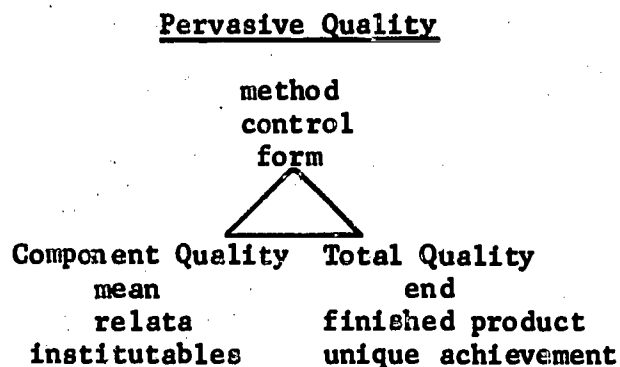 Pervasive Quality
method
control
form
Component Quality Total Quality
mean end
relata finished product
institutables unique achievement